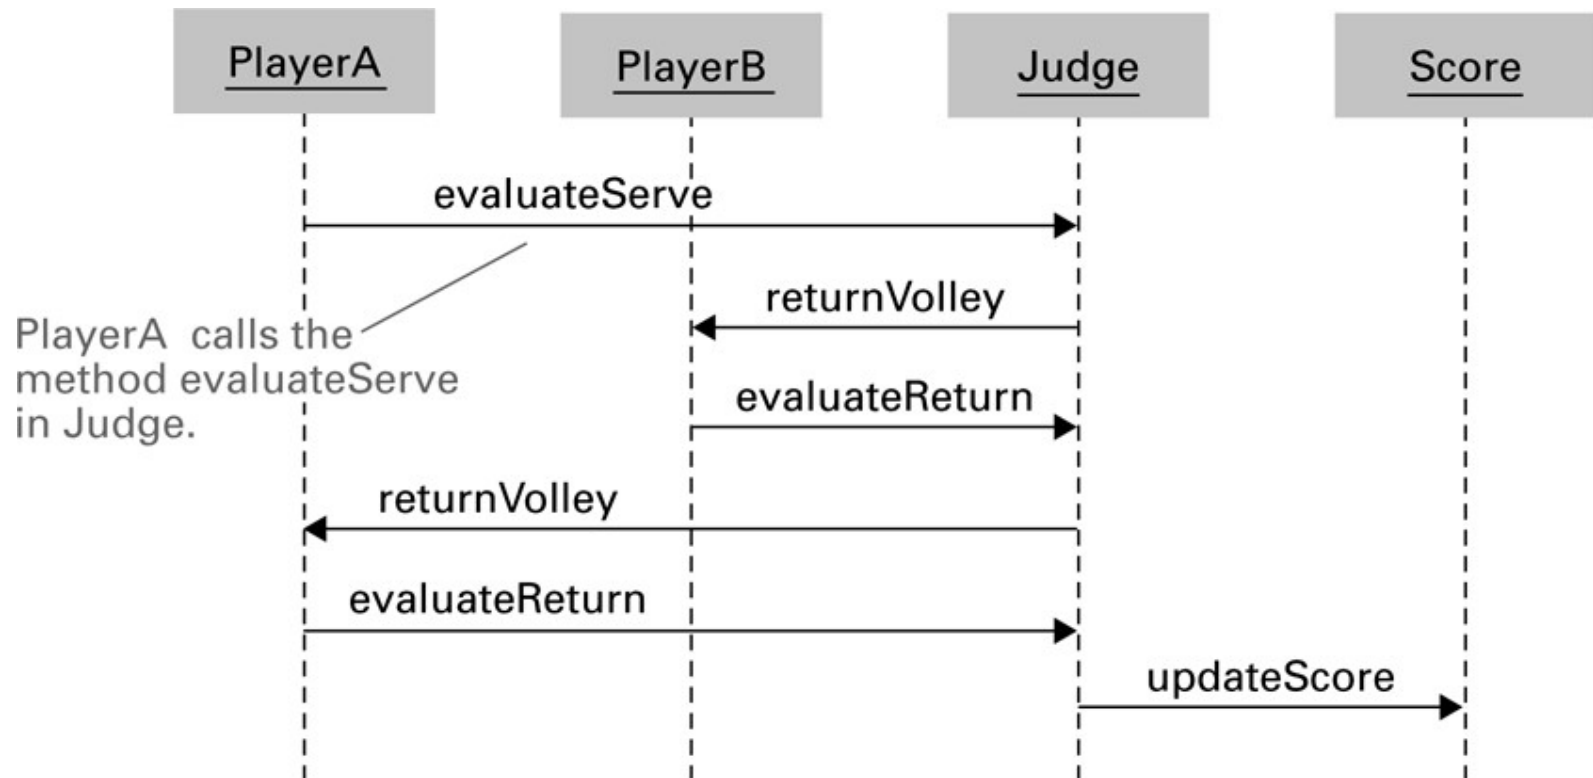 PlayerA
PlayerB
Judge
Score
evaluateServe
returnVolley
PlayerA calls the
method evaluateServe
in Judge.
evaluateReturn
returnVolley
evaluateReturn
updateScore